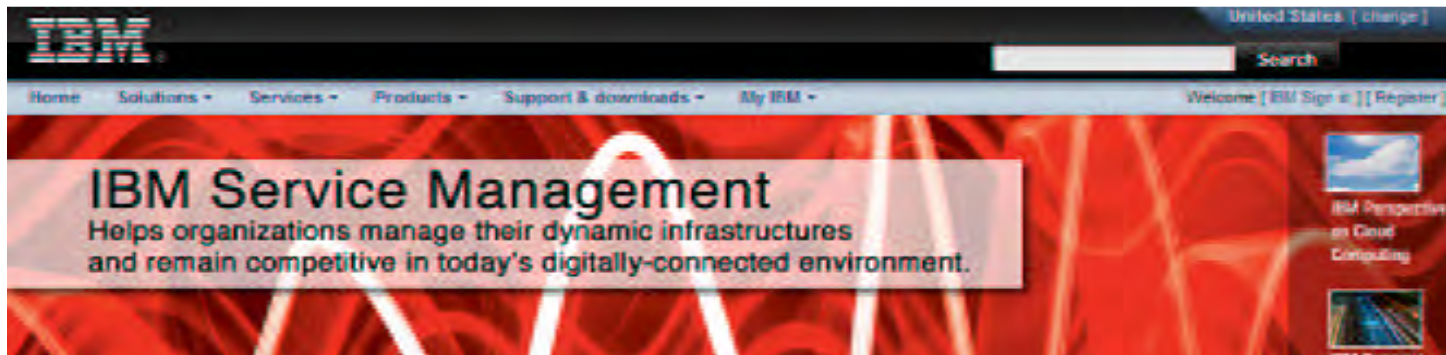 United States [ change ]
IBM®
Search
Home Solutions Services Products Support & downloads My IBM Welcome [ IBM Sign in ] [ Register ]
IBM Service Management
Helps organizations manage their dynamic infrastructures
and remain competitive in today's digitally-connected environment.
IBM Perspective
on Cloud
Computing